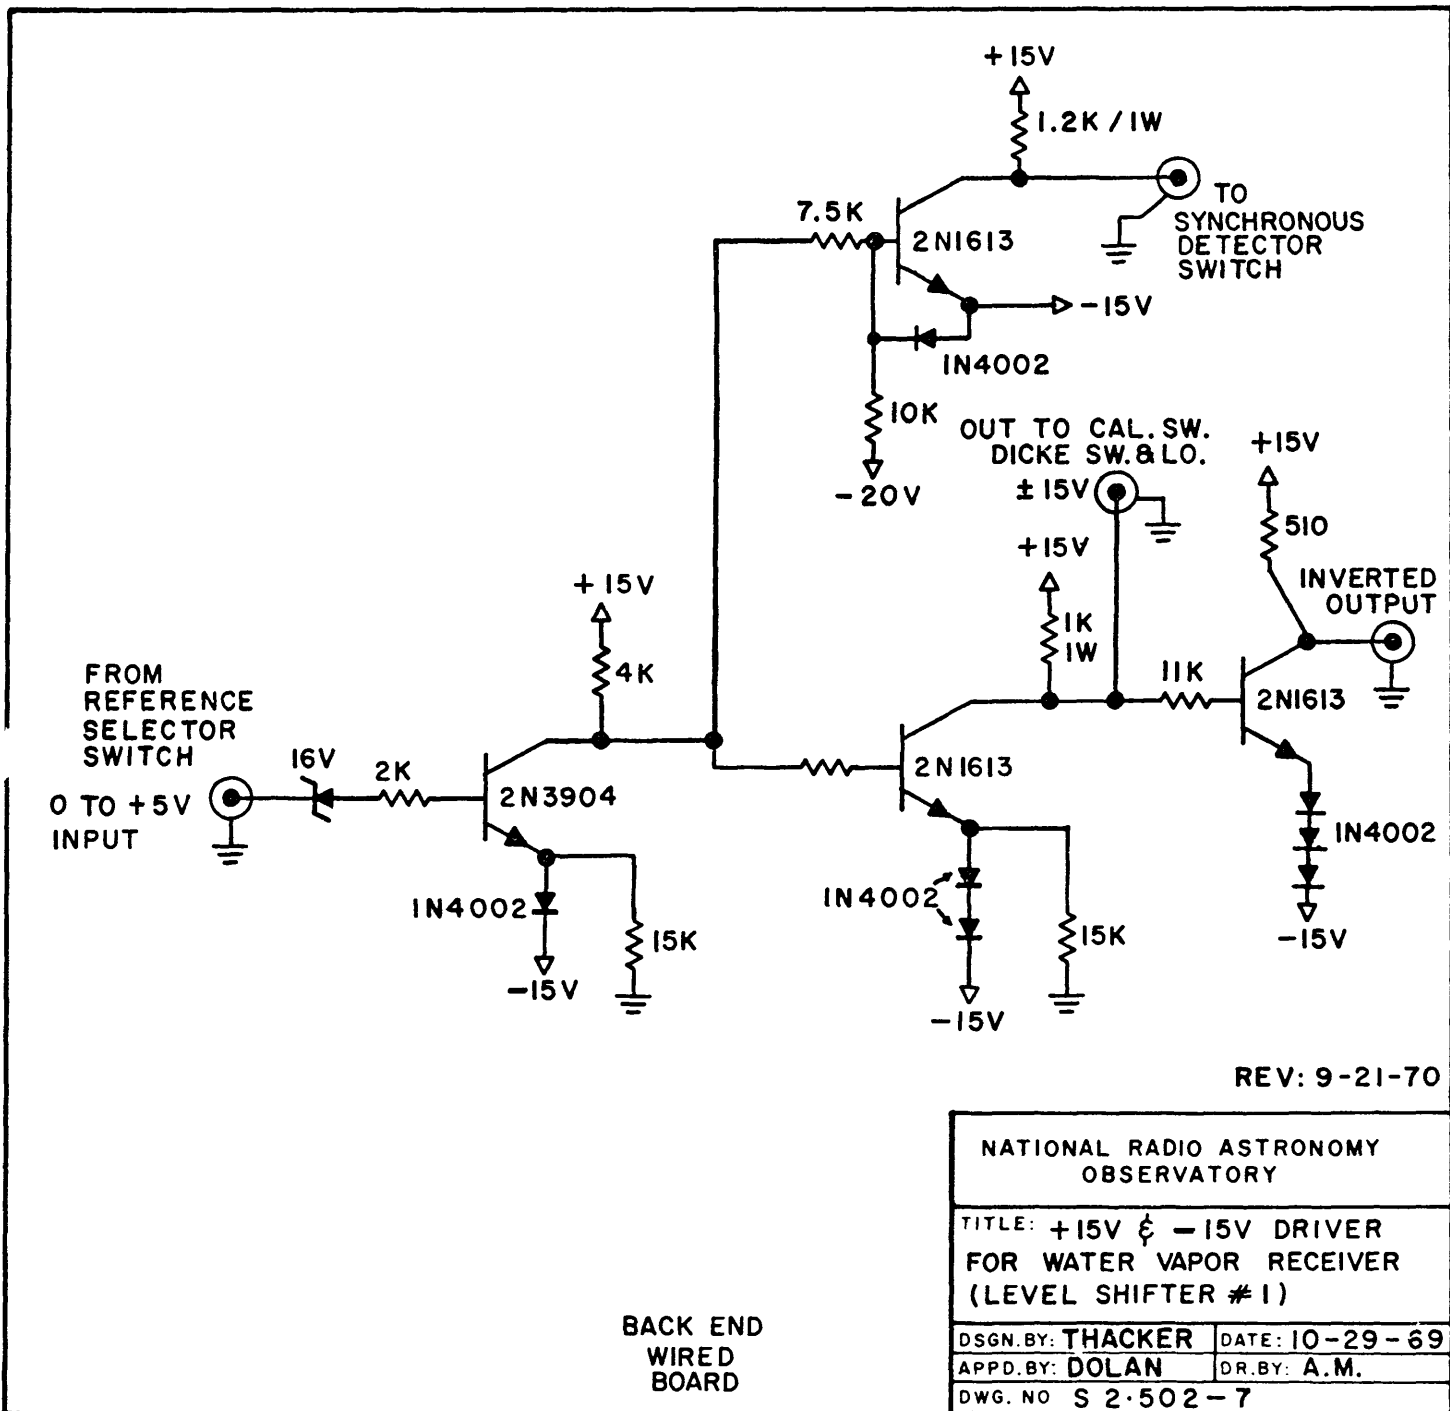 +15V
1.2K / 1W
TO
SYNCHRONOUS
DETECTOR
SWITCH
7.5K
2N1613
-15V
1N4002
10K
-20V
OUT TO CAL. SW.
DICKE SW. & LO.
± 15V
+15V
510
+15V
1K
1W
INVERTED
OUTPUT
11K
2N1613
+15V
4K
FROM
REFERENCE
SELECTOR
SWITCH
16V
2K
2N3904
2N1613
0 TO +5V
INPUT
1N4002
1N4002
15K
-15V
1N4002
15K
-15V
-15V
REV: 9-21-70
NATIONAL RADIO ASTRONOMY
OBSERVATORY
TITLE: +15V & -15V DRIVER
FOR WATER VAPOR RECEIVER
(LEVEL SHIFTER #1)
DSGN. BY: THACKER DATE: 10-29-69
APPD. BY: DOLAN DR. BY: A.M.
DWG. NO S 2·502-7
BACK END
WIRED
BOARD